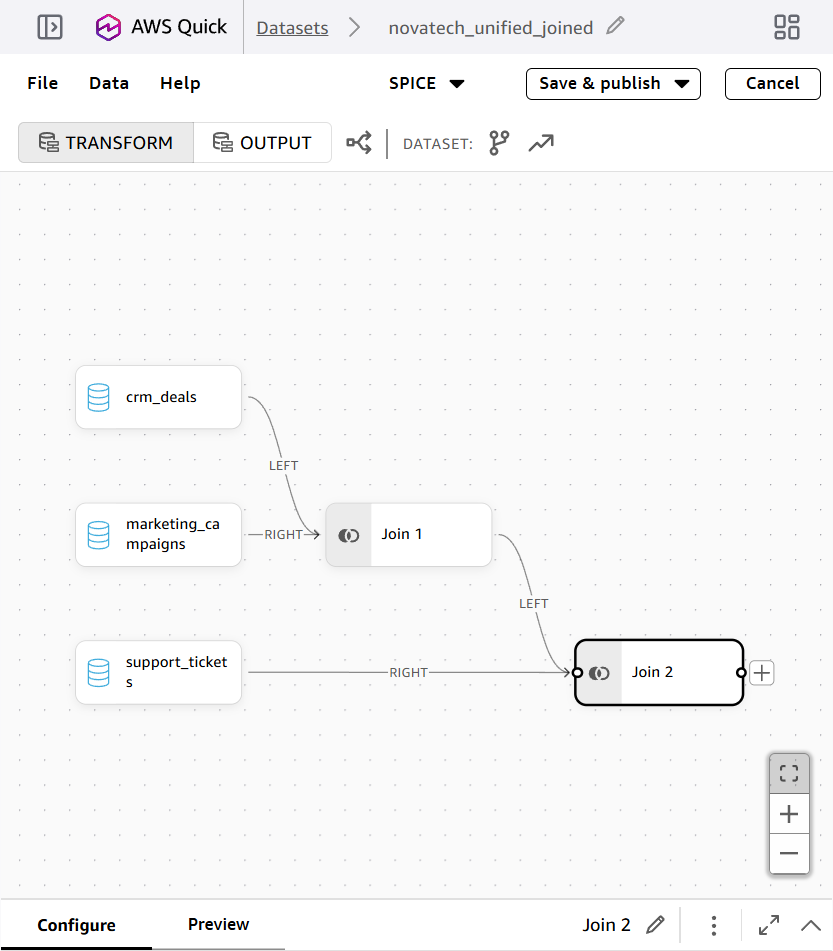 AWS Quick
Datasets
novatech_unified_joined
File
Data
Help
SPICE
Save & publish
Cancel
TRANSFORM
OUTPUT
DATASET:
crm_deals
LEFT
marketing_ca
mpaigns
RIGHT
Join 1
LEFT
support_ticket
s
RIGHT
Join 2
Configure
Preview
Join 2